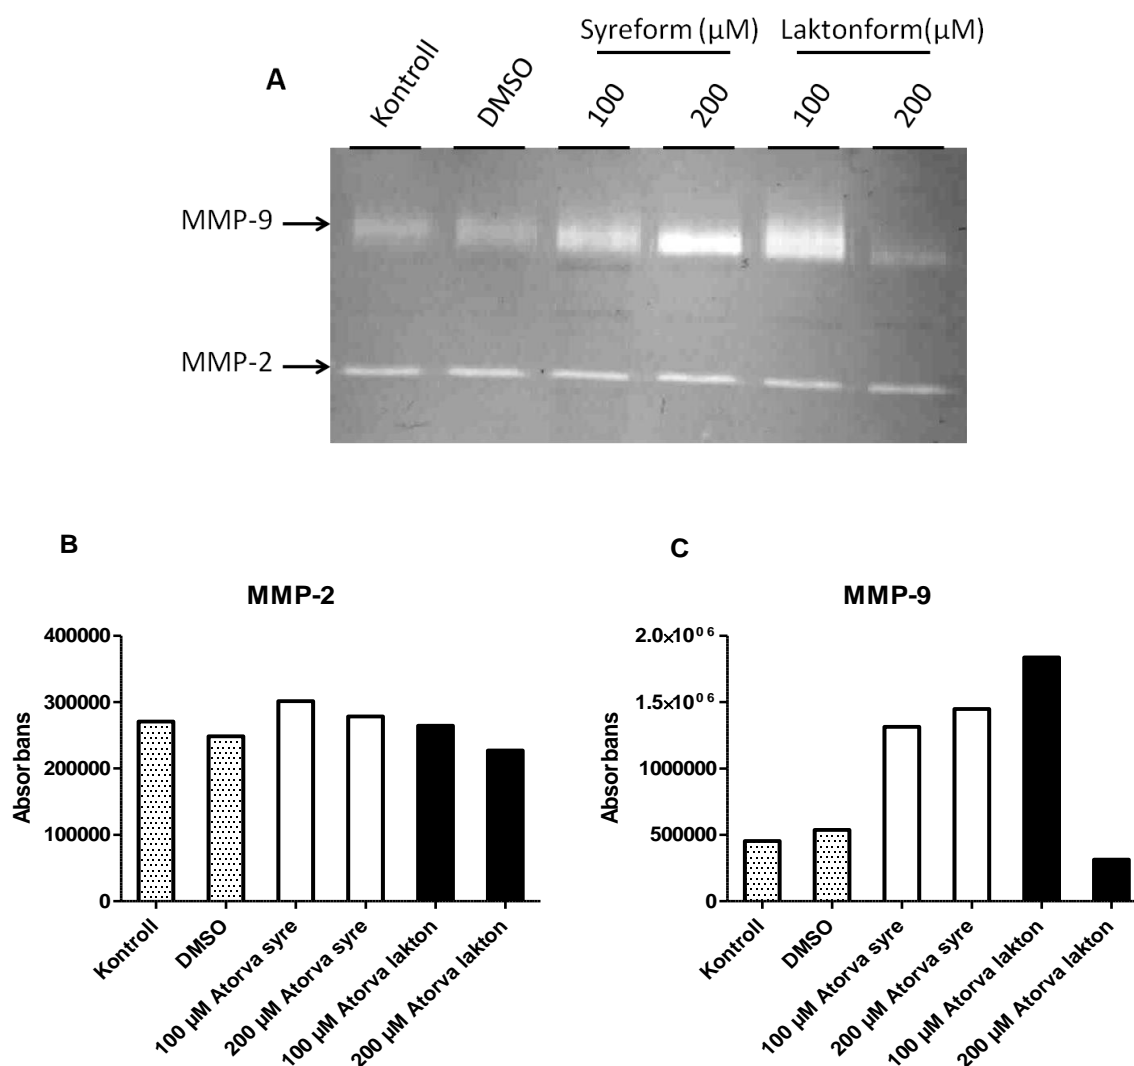 Syreform (µM) Laktonform(µM)
A
Kontroll
DMSO
100
200
100
200
MMP-9
MMP-2
B
MMP-2
400000
300000
200000
100000
0
Absorbans
Kontroll
DMSO
100 µM Atorva syre
200 µM Atorva syre
100 µM Atorva lakton
200 µM Atorva lakton
C
MMP-9
2.0×10⁰⁶
1.5×10⁰⁶
1000000
500000
0
Absorbans
Kontroll
DMSO
100 µM Atorva syre
200 µM Atorva syre
100 µM Atorva lakton
200 µM Atorva lakton